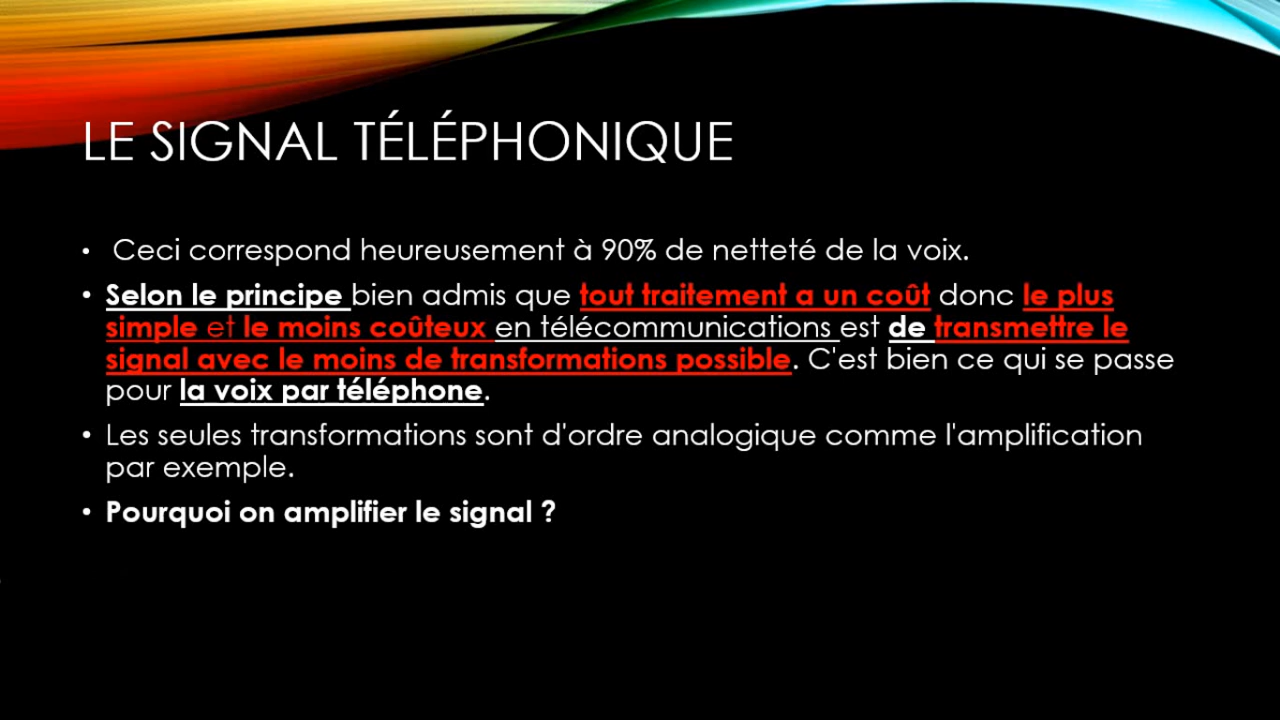 LE SIGNAL TÉLÉPHONIQUE
• Ceci correspond heureusement à 90% de netteté de la voix.
• Selon le principe bien admis que tout traitement a un coût donc le plus
simple et le moins coûteux en télécommunications est de transmettre le
signal avec le moins de transformations possible. C'est bien ce qui se passe
pour la voix par téléphone.
• Les seules transformations sont d'ordre analogique comme l'amplification
par exemple.
• Pourquoi on amplifier le signal ?